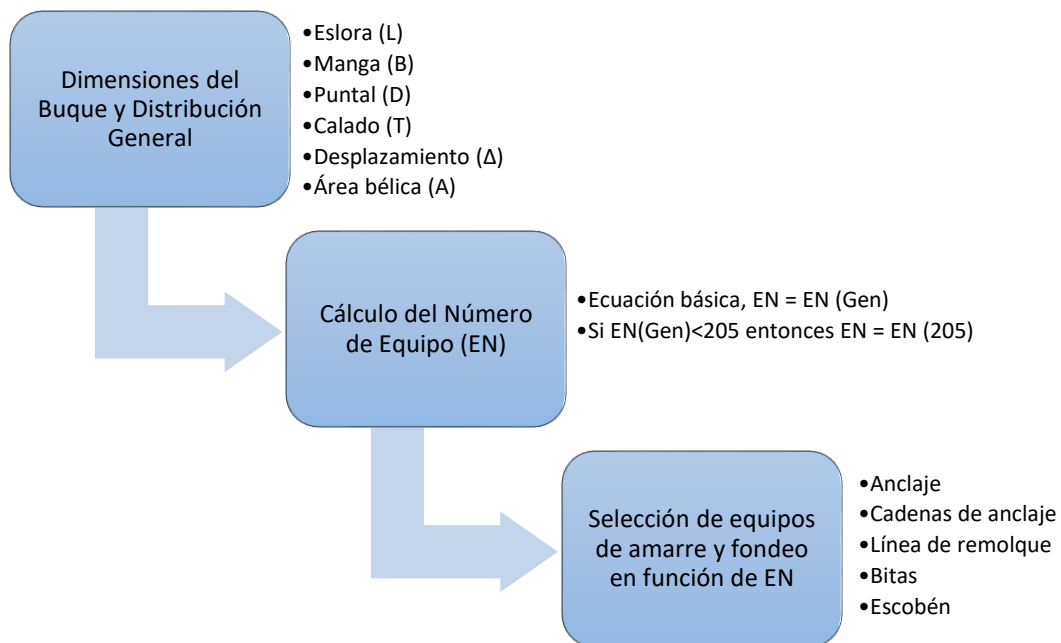 Dimensiones del
Buque y Distribución
General
•Eslora (L)
•Manga (B)
•Puntal (D)
•Calado (T)
•Desplazamiento (Δ)
•Área bélica (A)
Cálculo del Número
de Equipo (EN)
•Ecuación básica, EN = EN (Gen)
•Si EN(Gen)<205 entonces EN = EN (205)
Selección de equipos
de amarre y fondeo
en función de EN
•Anclaje
•Cadenas de anclaje
•Línea de remolque
•Bitas
•Escobén